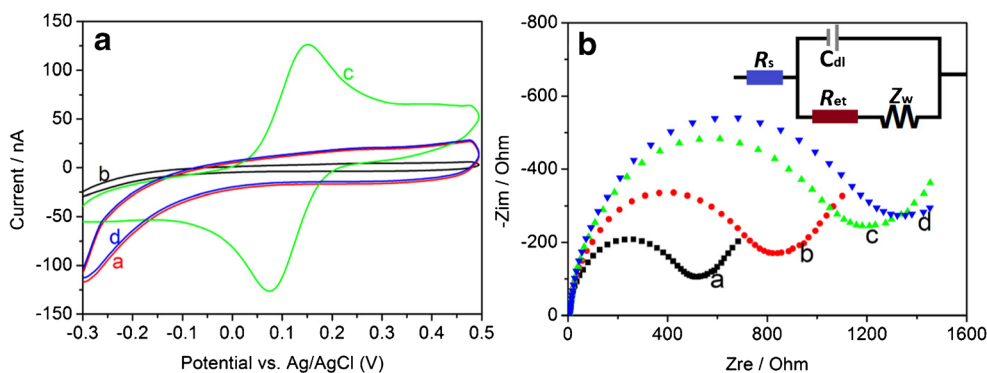 a
150
100
50
0
-50
-100
-150
-0.3 -0.2 -0.1 0.0 0.1 0.2 0.3 0.4 0.5
Current / nA
Potential vs. Ag/AgCl (V)
c
b
d
a
b
-800
-600
-400
-200
0
0 400 800 1200 1600
-Zim / Ohm
Zre / Ohm
Rs
Cdl
Ret
Zw
a
b
c
d